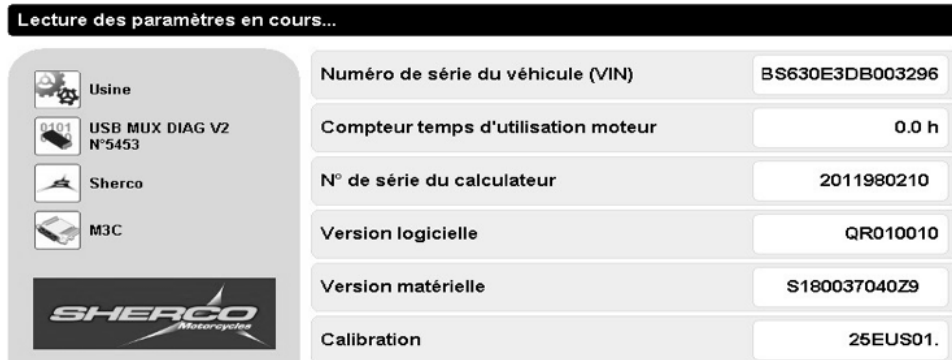 Lecture des paramètres en cours...
Usine
USB MUX DIAG V2
N°5453
Sherco
M3C
SHERCO
Motorcycles
Numéro de série du véhicule (VIN) BS630E3DB003296
Compteur temps d'utilisation moteur 0.0 h
N° de série du calculateur 2011980210
Version logicielle QR010010
Version matérielle S180037040Z9
Calibration 25EUS01.